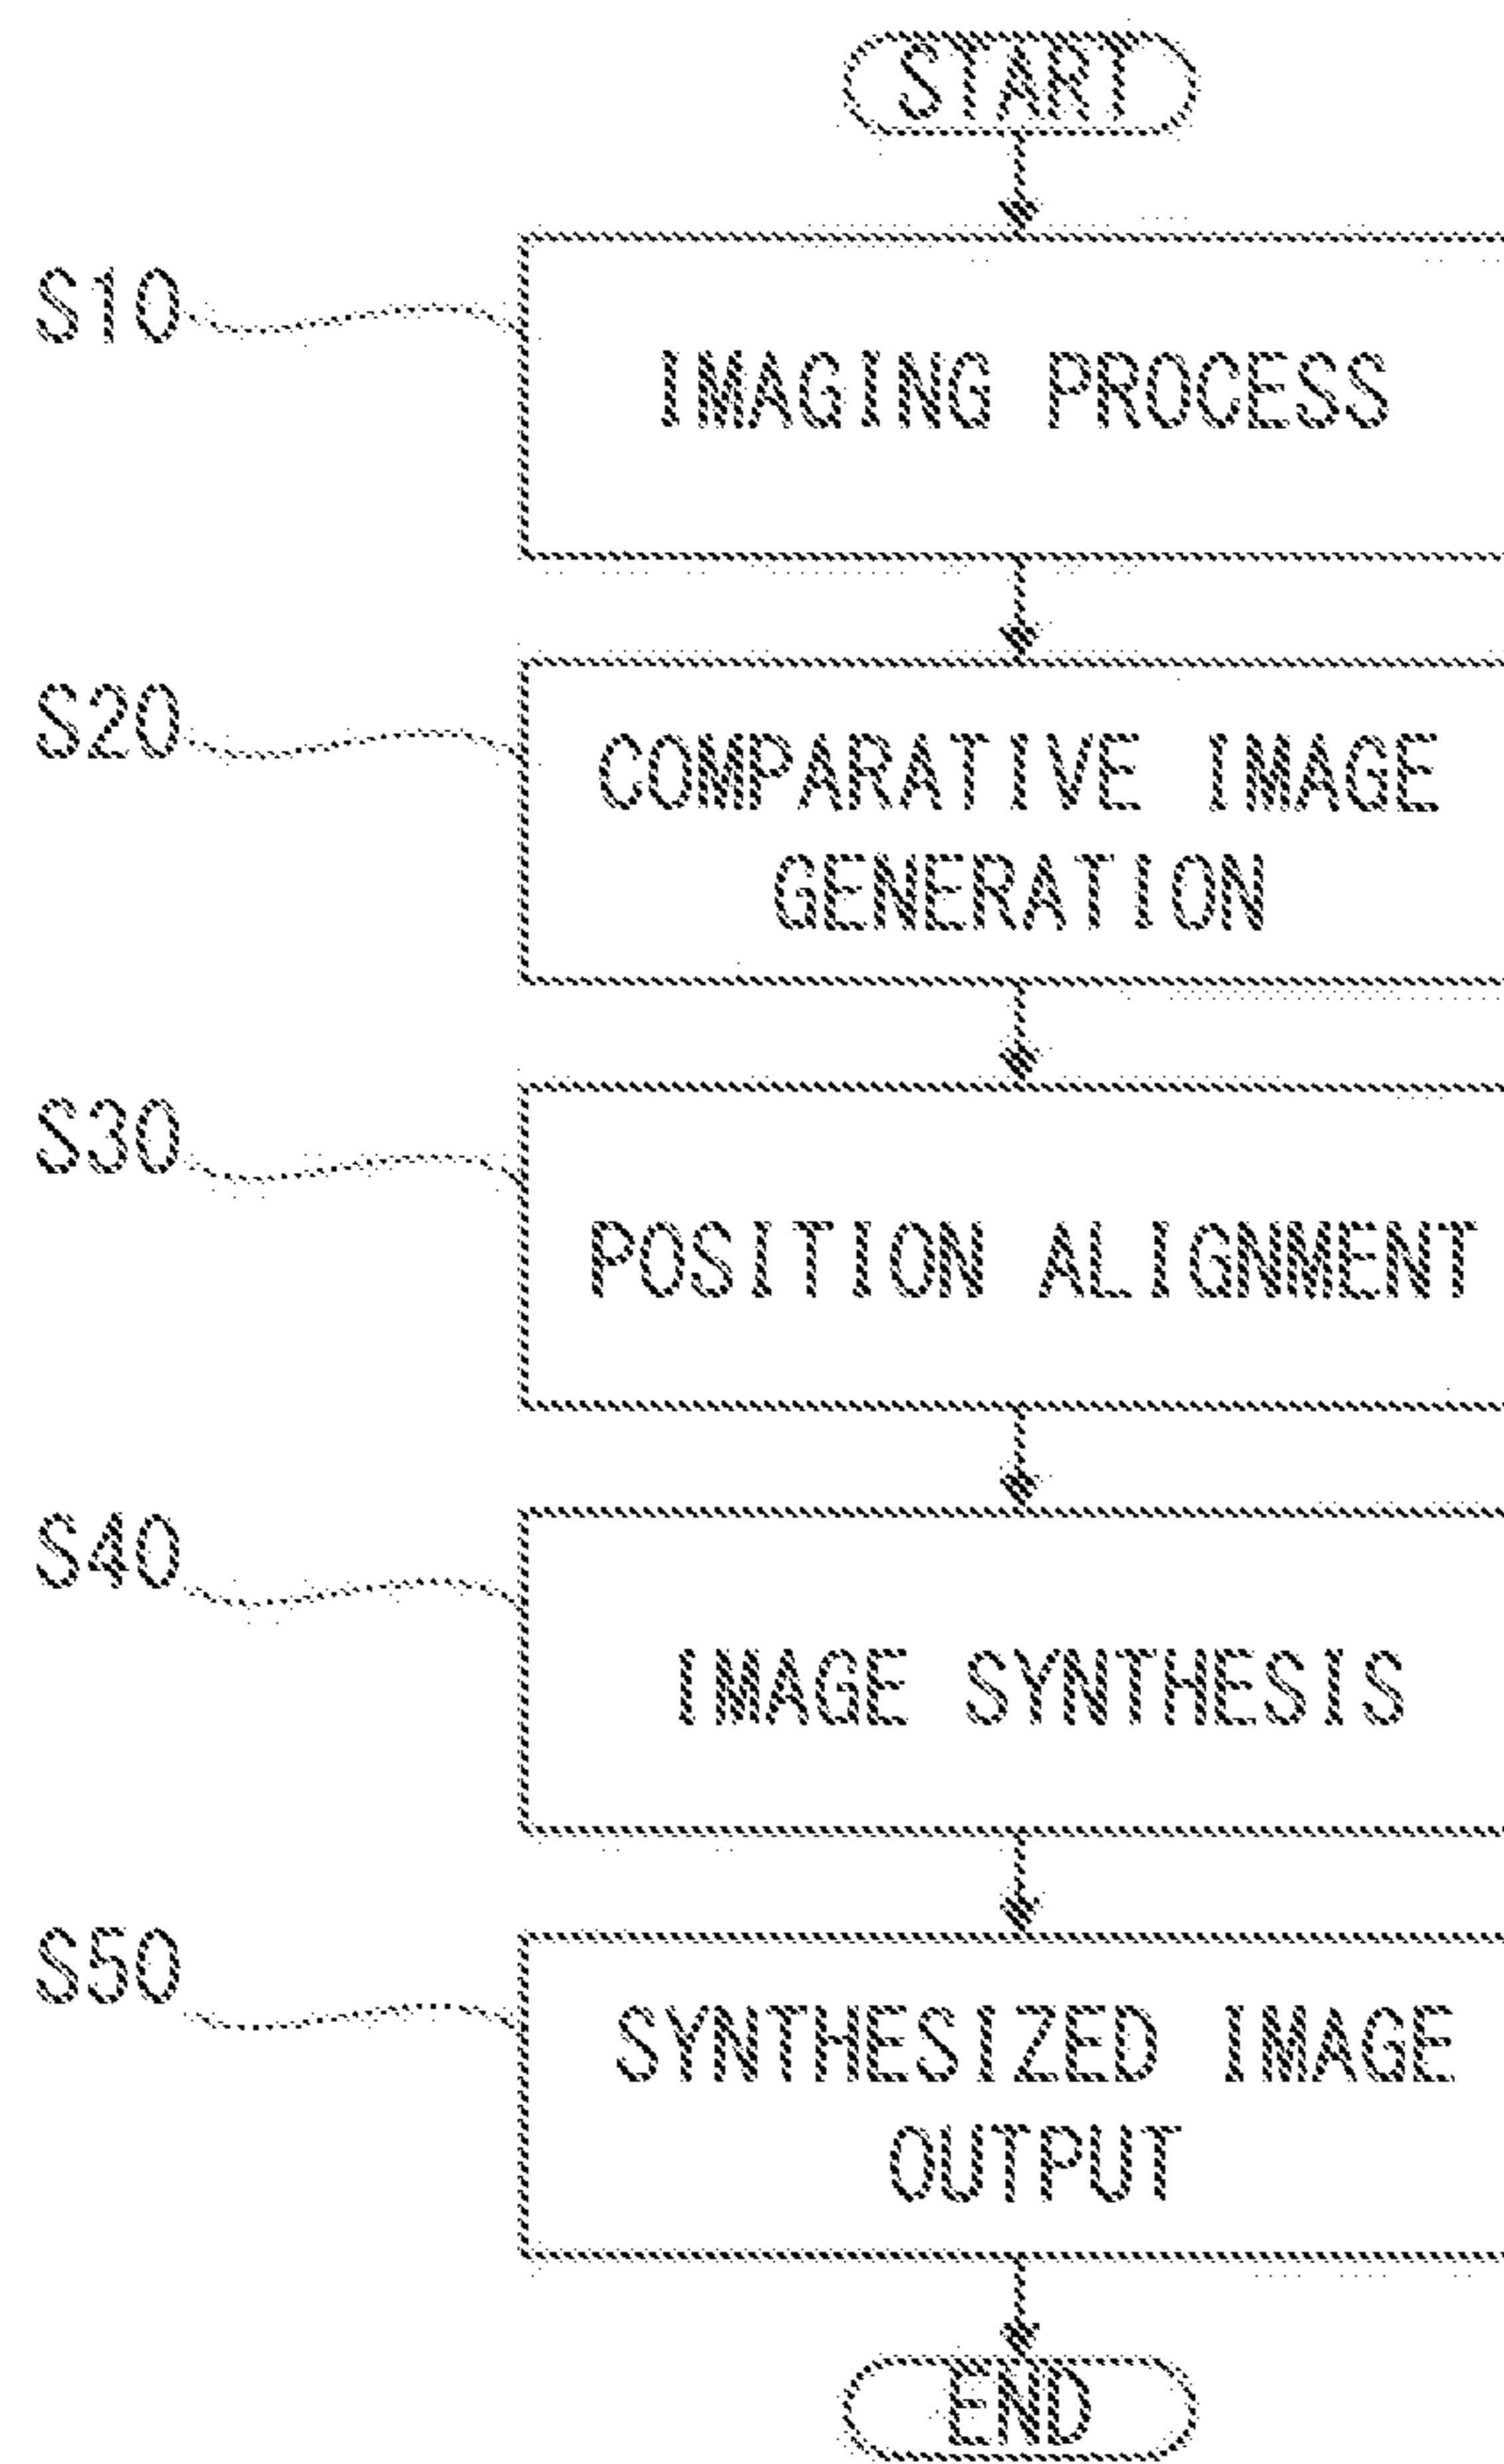 START
S10
IMAGING PROCESS
S20
COMPARATIVE IMAGE
GENERATION
S30
POSITION ALIGNMENT
S40
IMAGE SYNTHESIS
S50
SYNTHESIZED IMAGE
OUTPUT
END